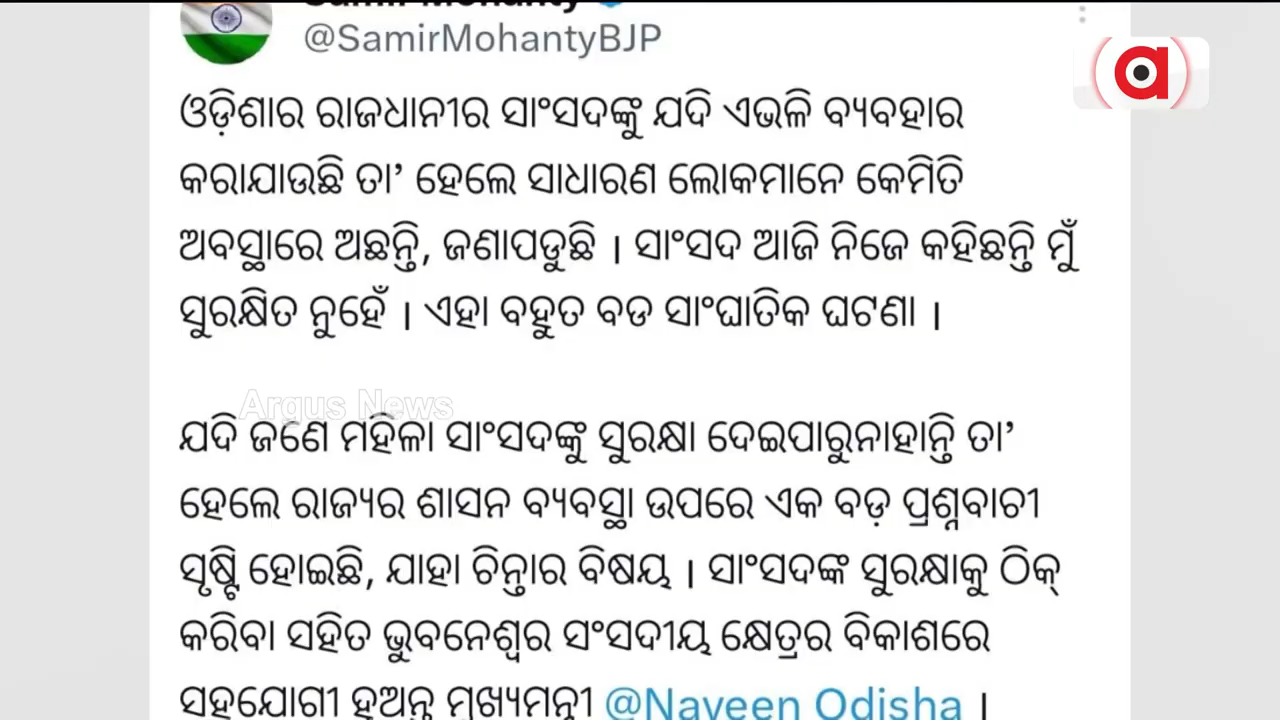 Samir Mohanty
@SamirMohantyBJP
ଓଡ଼ିଶାର ରାଜଧାନୀର ସାଂସଦଙ୍କୁ ଯଦି ଏଭଳି ବ୍ୟବହାର
କରାଯାଉଛି ତା’ ହେଲେ ସାଧାରଣ ଲୋକମାନେ କେମିତି
ଅବସ୍ଥାରେ ଅଛନ୍ତି, ଜଣାପଡୁଛି । ସାଂସଦ ଆଜି ନିଜେ କହିଛନ୍ତି ମୁଁ
ସୁରକ୍ଷିତ ନୁହେଁ । ଏହା ବହୁତ ବଡ ସାଂଘାତିକ ଘଟଣା ।
Argus News
ଯଦି ଜଣେ ମହିଳା ସାଂସଦଙ୍କୁ ସୁରକ୍ଷା ଦେଇପାରୁନାହାନ୍ତି ତା’
ହେଲେ ରାଜ୍ୟର ଶାସନ ବ୍ୟବସ୍ଥା ଉପରେ ଏକ ବଡ଼ ପ୍ରଶ୍ନବାଚୀ
ସୃଷ୍ଟି ହୋଇଛି, ଯାହା ଚିନ୍ତାର ବିଷୟ । ସାଂସଦଙ୍କ ସୁରକ୍ଷାକୁ ଠିକ୍
କରିବା ସହିତ ଭୁବନେଶ୍ୱର ସଂସଦୀୟ କ୍ଷେତ୍ରର ବିକାଶରେ
ସହଯୋଗୀ ହୁଅନ୍ତୁ ମୁଖ୍ୟମନ୍ତ୍ରୀ @Naveen_Odisha ।